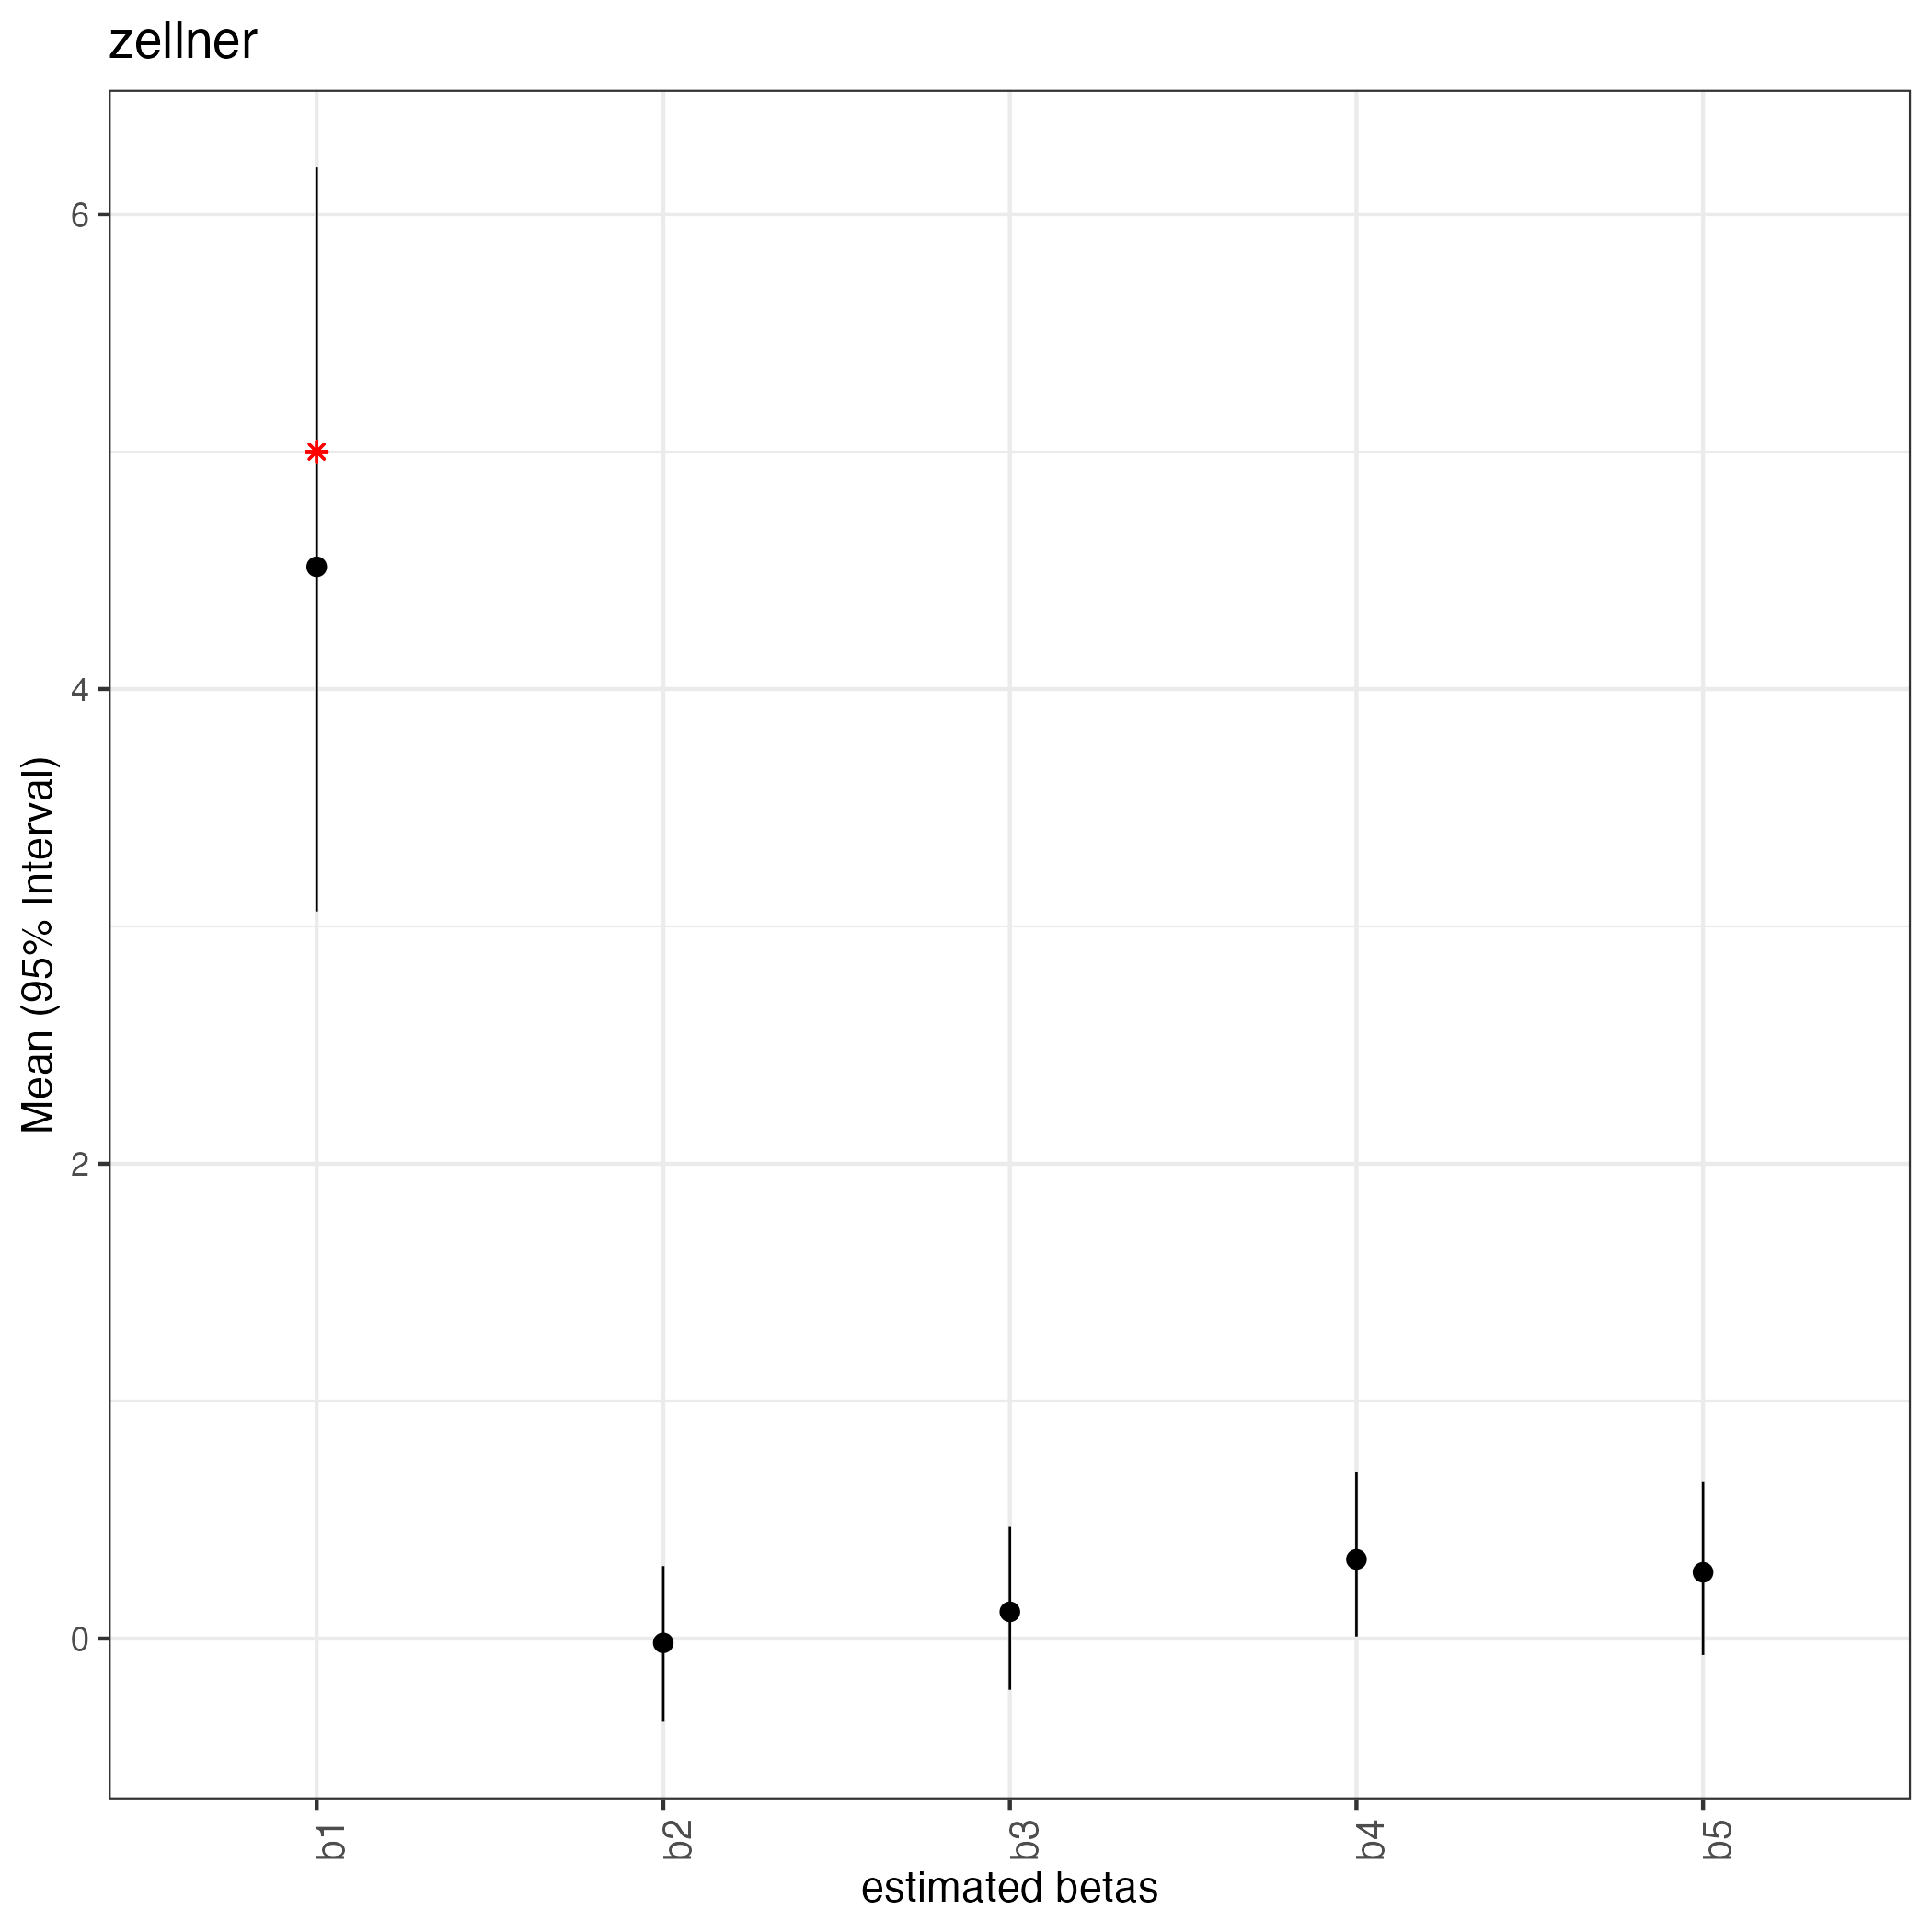 zellner
Mean (95% Interval)
6
4
2
0
b1
b2
b3
b4
b5
estimated betas